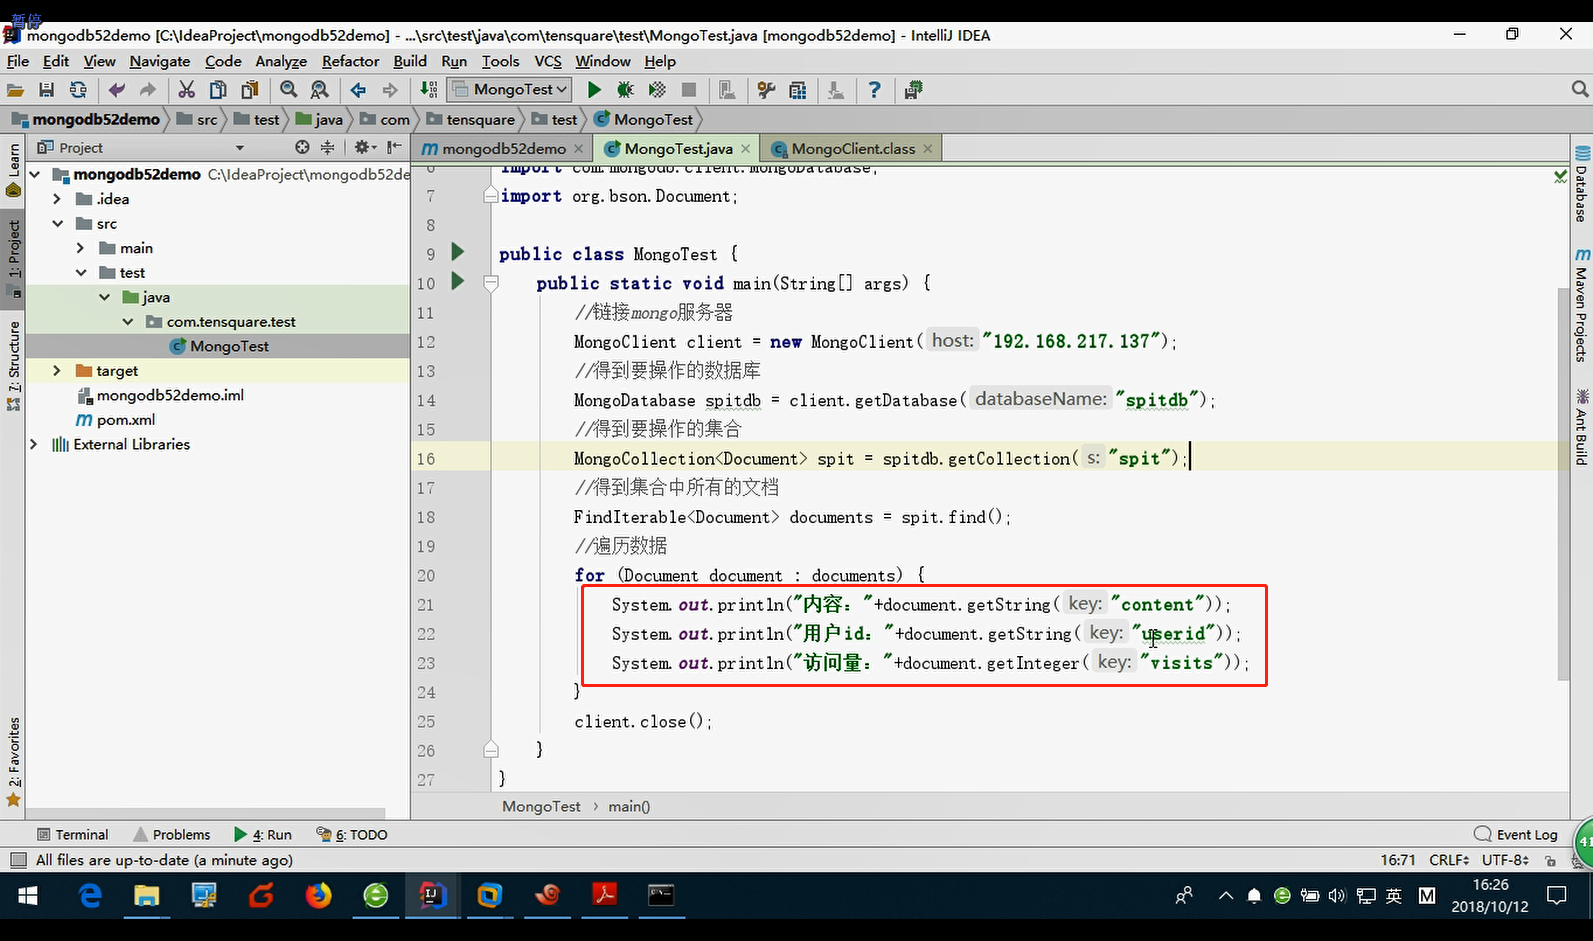 暂停
mongodb52demo [C:\IdeaProject\mongodb52demo] - ...\src\test\java\com\tensquare\test\MongoTest.java [mongodb52demo] - IntelliJ IDEA
File Edit View Navigate Code Analyze Refactor Build Run Tools VCS Window Help
MongoTest
mongodb52demo src test java com tensquare test MongoTest
Learn
1: Project
7: Structure
2: Favorites
Project
mongodb52demo C:\IdeaProject\mongodb52de
.idea
src
main
test
java
com.tensquare.test
MongoTest
target
mongodb52demo.iml
pom.xml
External Libraries
mongodb52demo MongoTest.java MongoClient.class
6 import com.mongodb.client.MongoDatabase;
7 import org.bson.Document;
8
9 public class MongoTest {
10 public static void main(String[] args) {
11 //链接mongo服务器
12 MongoClient client = new MongoClient( host: "192.168.217.137");
13 //得到要操作的数据库
14 MongoDatabase spitdb = client.getDatabase( databaseName: "spitdb");
15 //得到要操作的集合
16 MongoCollection<Document> spit = spitdb.getCollection( s: "spit");
17 //得到集合中所有的文档
18 FindIterable<Document> documents = spit.find();
19 //遍历数据
20 for (Document document : documents) {
21 System.out.println("内容："+document.getString( key: "content"));
22 System.out.println("用户id："+document.getString( key: "userid"));
23 System.out.println("访问量："+document.getInteger( key: "visits"));
24 }
25 client.close();
26 }
27 }
MongoTest › main()
Database
Maven Projects
Ant Build
Terminal Problems 4: Run 6: TODO Event Log
All files are up-to-date (a minute ago) 16:71 CRLF UTF-8
41
英 M 16:26
2018/10/12